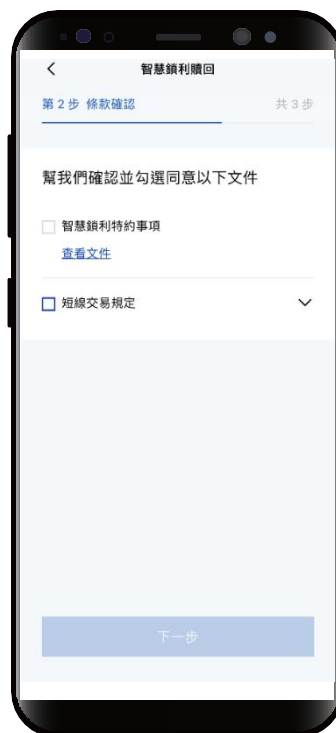 智慧鎖利贖回
第2步 條款確認
共3步
幫我們確認並勾選同意以下文件
智慧鎖利特約事項
查看文件
短線交易規定
下一步